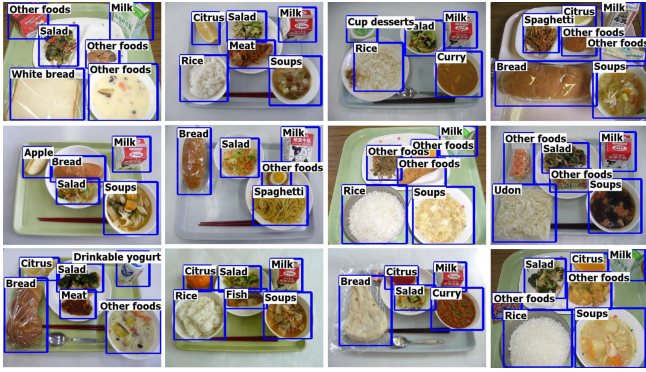 Other foods
Milk
Salad
Other foods
White bread
Other foods
Citrus
Salad
Milk
Meat
Rice
Soups
Cup desserts
Salad
Milk
Rice
Curry
Citrus
Milk
Spaghetti
Other foods
Other foods
Bread
Soups
Apple
Milk
Bread
Salad
Soups
Bread
Salad
Milk
Other foods
Spaghetti
Milk
Other foods
Other foods
Rice
Soups
Other foods
Salad
Milk
Other foods
Udon
Soups
Citrus
Drinkable yogurt
Salad
Bread
Meat
Other foods
Citrus
Salad
Milk
Rice
Fish
Soups
Citrus
Milk
Bread
Salad
Curry
Citrus
Milk
Salad
Other foods
Other foods
Rice
Soups